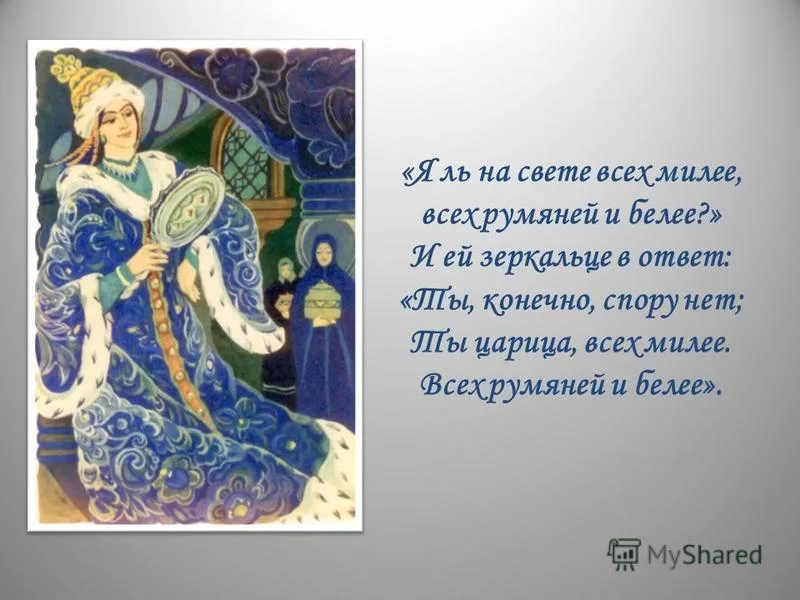 «Я ль на свете всех милее,
всех румяней и белее?»
И ей зеркальце в ответ:
«Ты, конечно, спору нет;
Ты царица, всех милее.
Всех румяней и белее».
MyShared